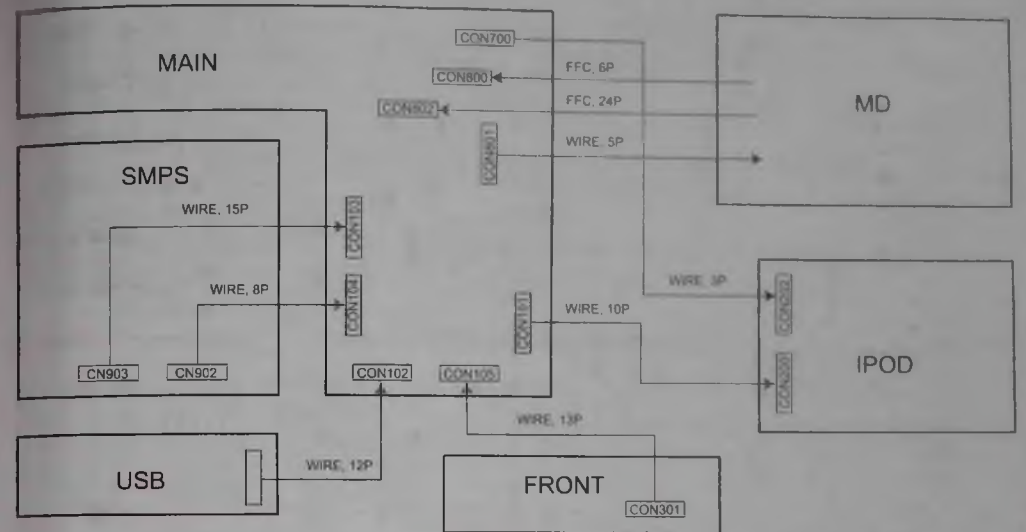 MAIN
CON700
CON800
FFC, 6P
CON802
FFC, 24P
MD
CON801
WIRE, 5P
SMPS
WIRE, 15P
CON103
WIRE, 8P
CON104
CON101
WIRE, 10P
WIRE, 3P
CON202
CON200
IPOD
CN903
CN902
CON102
CON105
WIRE, 13P
USB
WIRE, 12P
FRONT
CON301